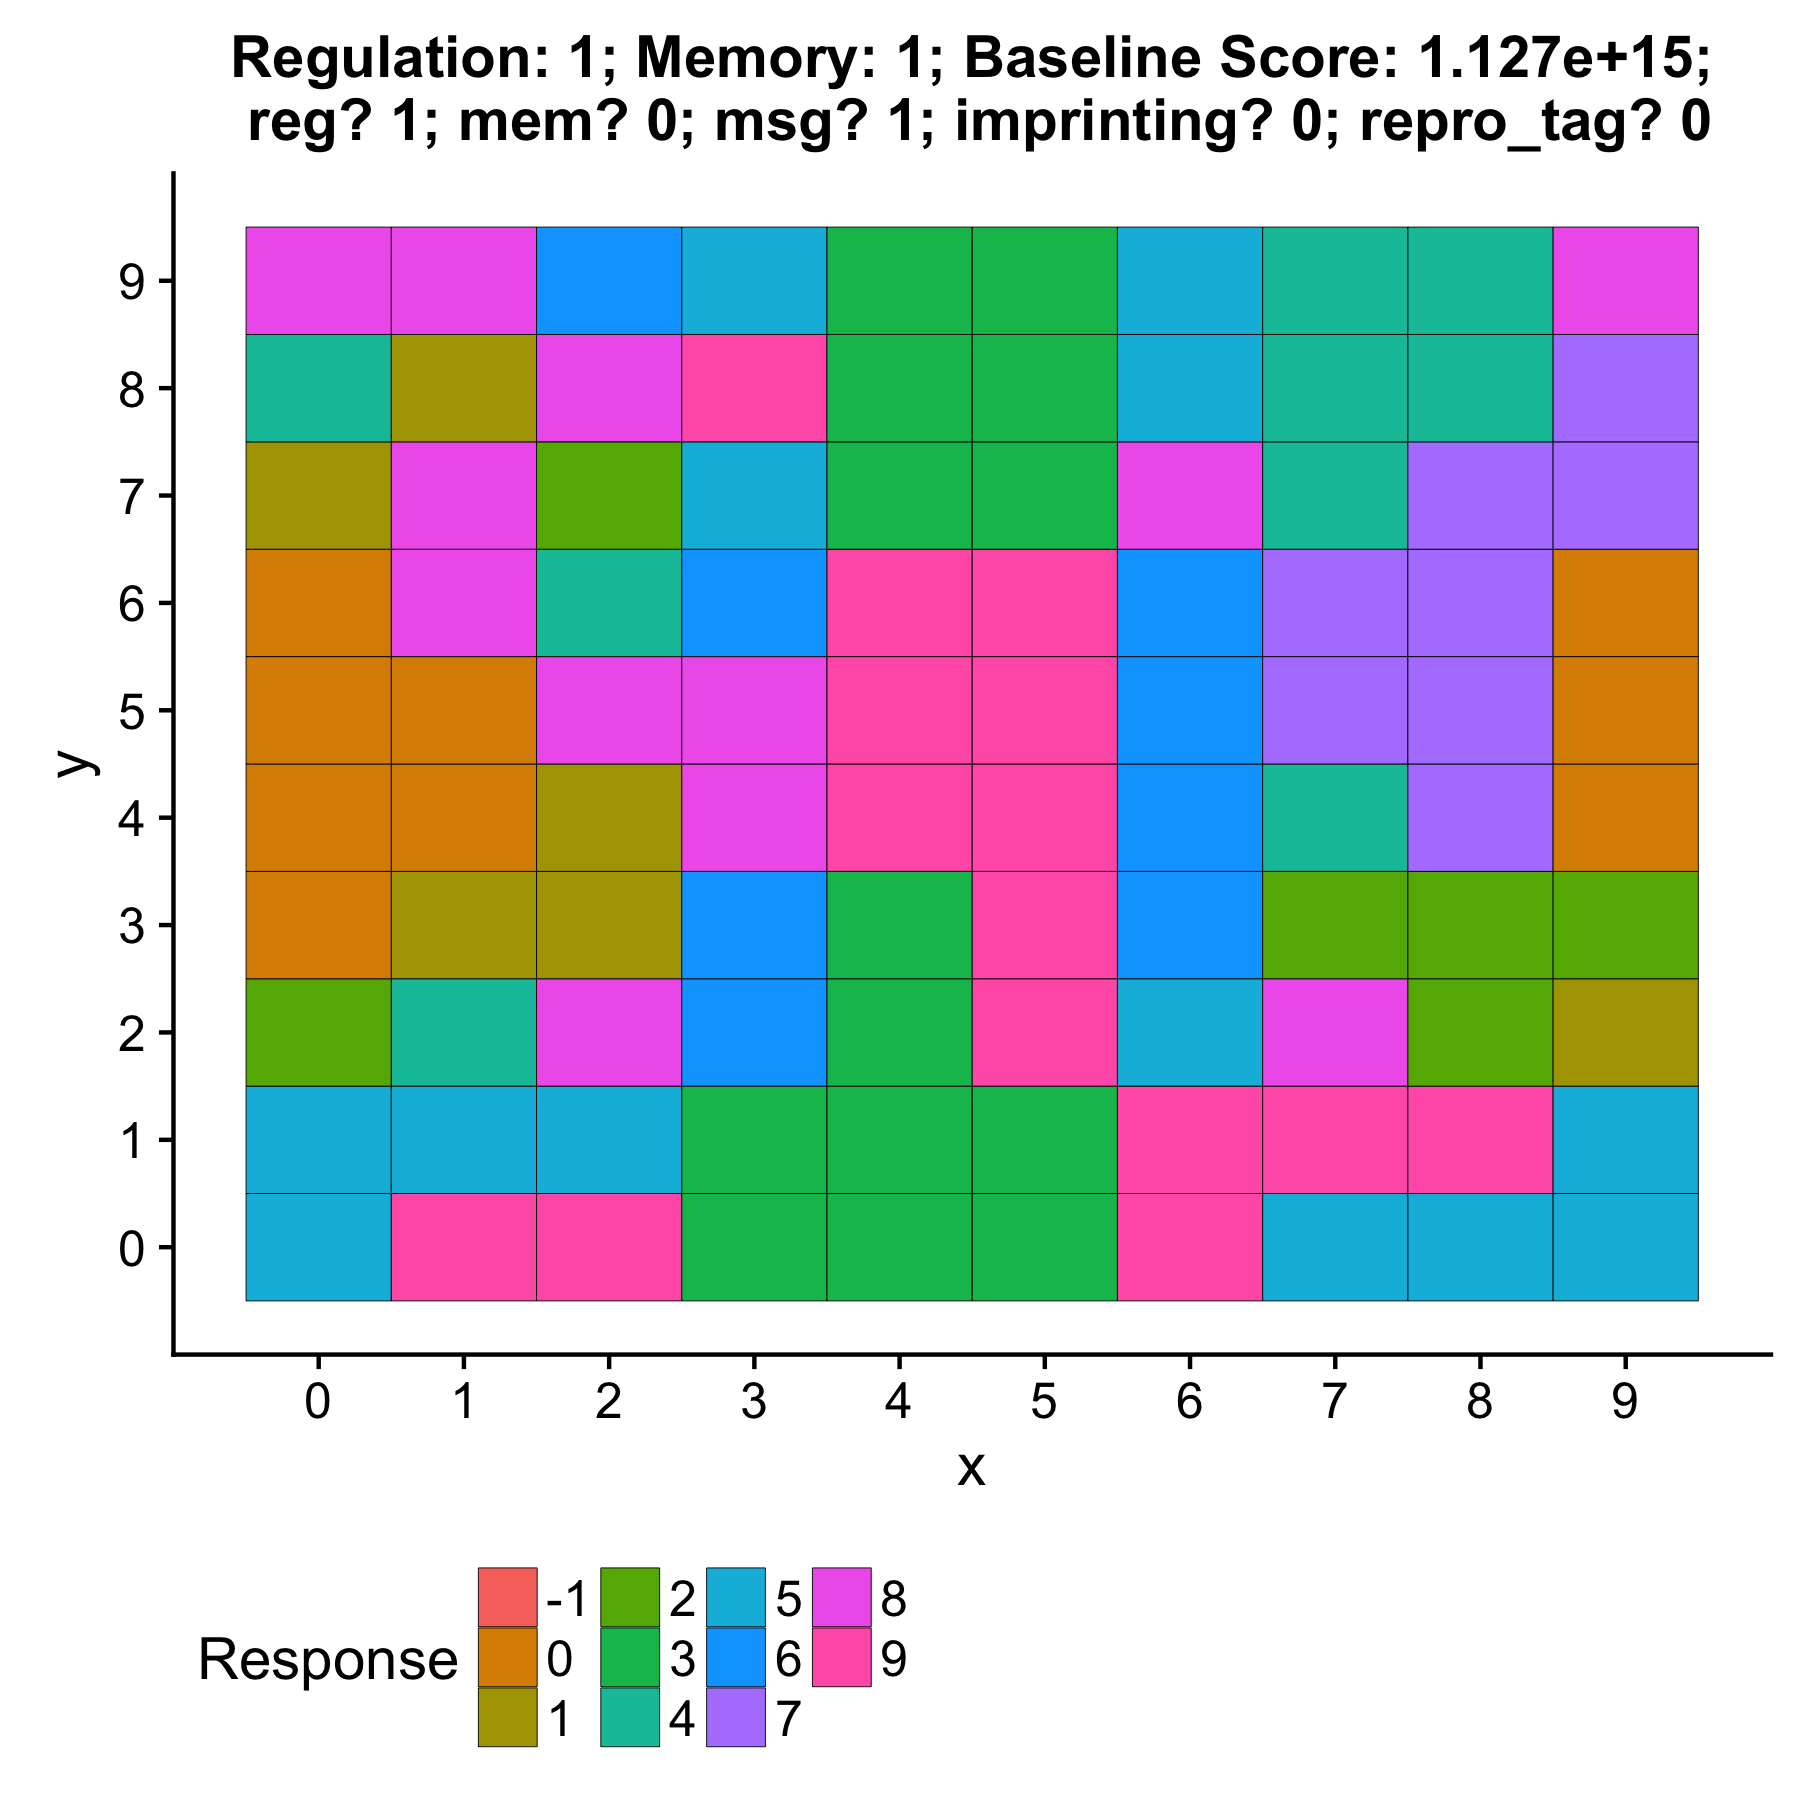 Regulation: 1; Memory: 1; Baseline Score: 1.127e+15;
reg? 1; mem? 0; msg? 1; imprinting? 0; repro_tag? 0
9
8
7
6
5
4
3
2
1
0
y
0 1 2 3 4 5 6 7 8 9
x
Response
-1 2 5 8
0 3 6 9
1 4 7